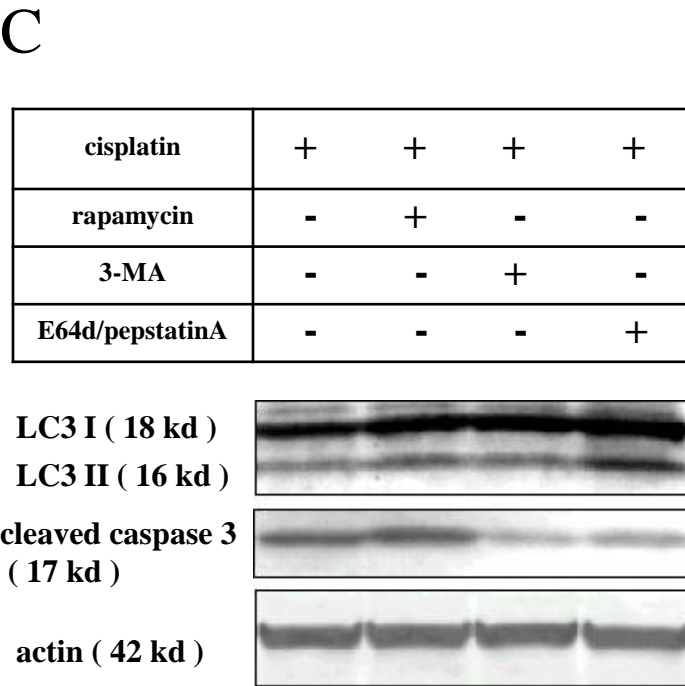 C
cisplatin + + + +
rapamycin - + - -
3-MA - - + -
E64d/pepstatinA - - - +
LC3 I ( 18 kd )
LC3 II ( 16 kd )
cleaved caspase 3
( 17 kd )
actin ( 42 kd )